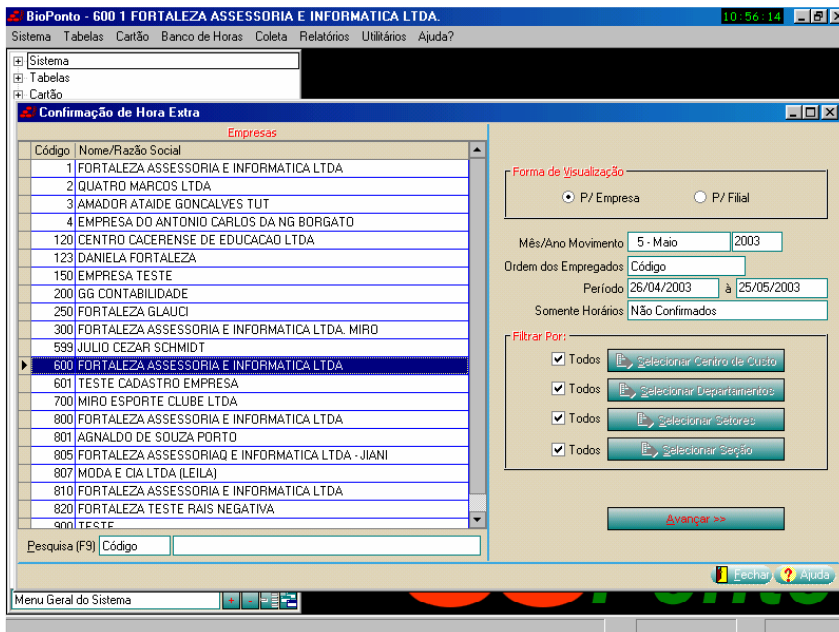 BioPonto - 600 1 FORTALEZA ASSESSORIA E INFORMATICA LTDA. 10:56:14
Sistema Tabelas Cartão Banco de Horas Coleta Relatórios Utilitários Ajuda?
Sistema
Tabelas
Cartão
Confirmação de Hora Extra
Empresas
Código Nome/Razão Social
1 FORTALEZA ASSESSORIA E INFORMATICA LTDA
2 QUATRO MARCOS LTDA
3 AMADOR ATAIDE GONCALVES TUT
4 EMPRESA DO ANTONIO CARLOS DA NG BORGATO
120 CENTRO CACERENSE DE EDUCACAO LTDA
123 DANIELA FORTALEZA
150 EMPRESA TESTE
200 GG CONTABILIDADE
250 FORTALEZA GLAUCI
300 FORTALEZA ASSESSORIA E INFORMATICA LTDA. MIRO
599 JULIO CEZAR SCHMIDT
600 FORTALEZA ASSESSORIA E INFORMATICA LTDA
601 TESTE CADASTRO EMPRESA
700 MIRO ESPORTE CLUBE LTDA
800 FORTALEZA ASSESSORIA E INFORMATICA LTDA
801 AGNALDO DE SOUZA PORTO
805 FORTALEZA ASSESSORIAQ E INFORMATICA LTDA - JIANI
807 MODA E CIA LTDA (LEILA)
810 FORTALEZA ASSESSORIA E INFORMATICA LTDA
820 FORTALEZA TESTE RAIS NEGATIVA
900 TESTE
Pesquisa (F9) Código
Forma de Visualização
P/ Empresa P/ Filial
Mês/Ano Movimento 5 - Maio 2003
Ordem dos Empregados Código
Período 26/04/2003 à 25/05/2003
Somente Horários Não Confirmados
Filtrar Por:
Todos Selecionar Centro de Custo
Todos Selecionar Departamentos
Todos Selecionar Setores
Todos Selecionar Seção
Avançar >>
Fechar ? Ajuda
Menu Geral do Sistema + -